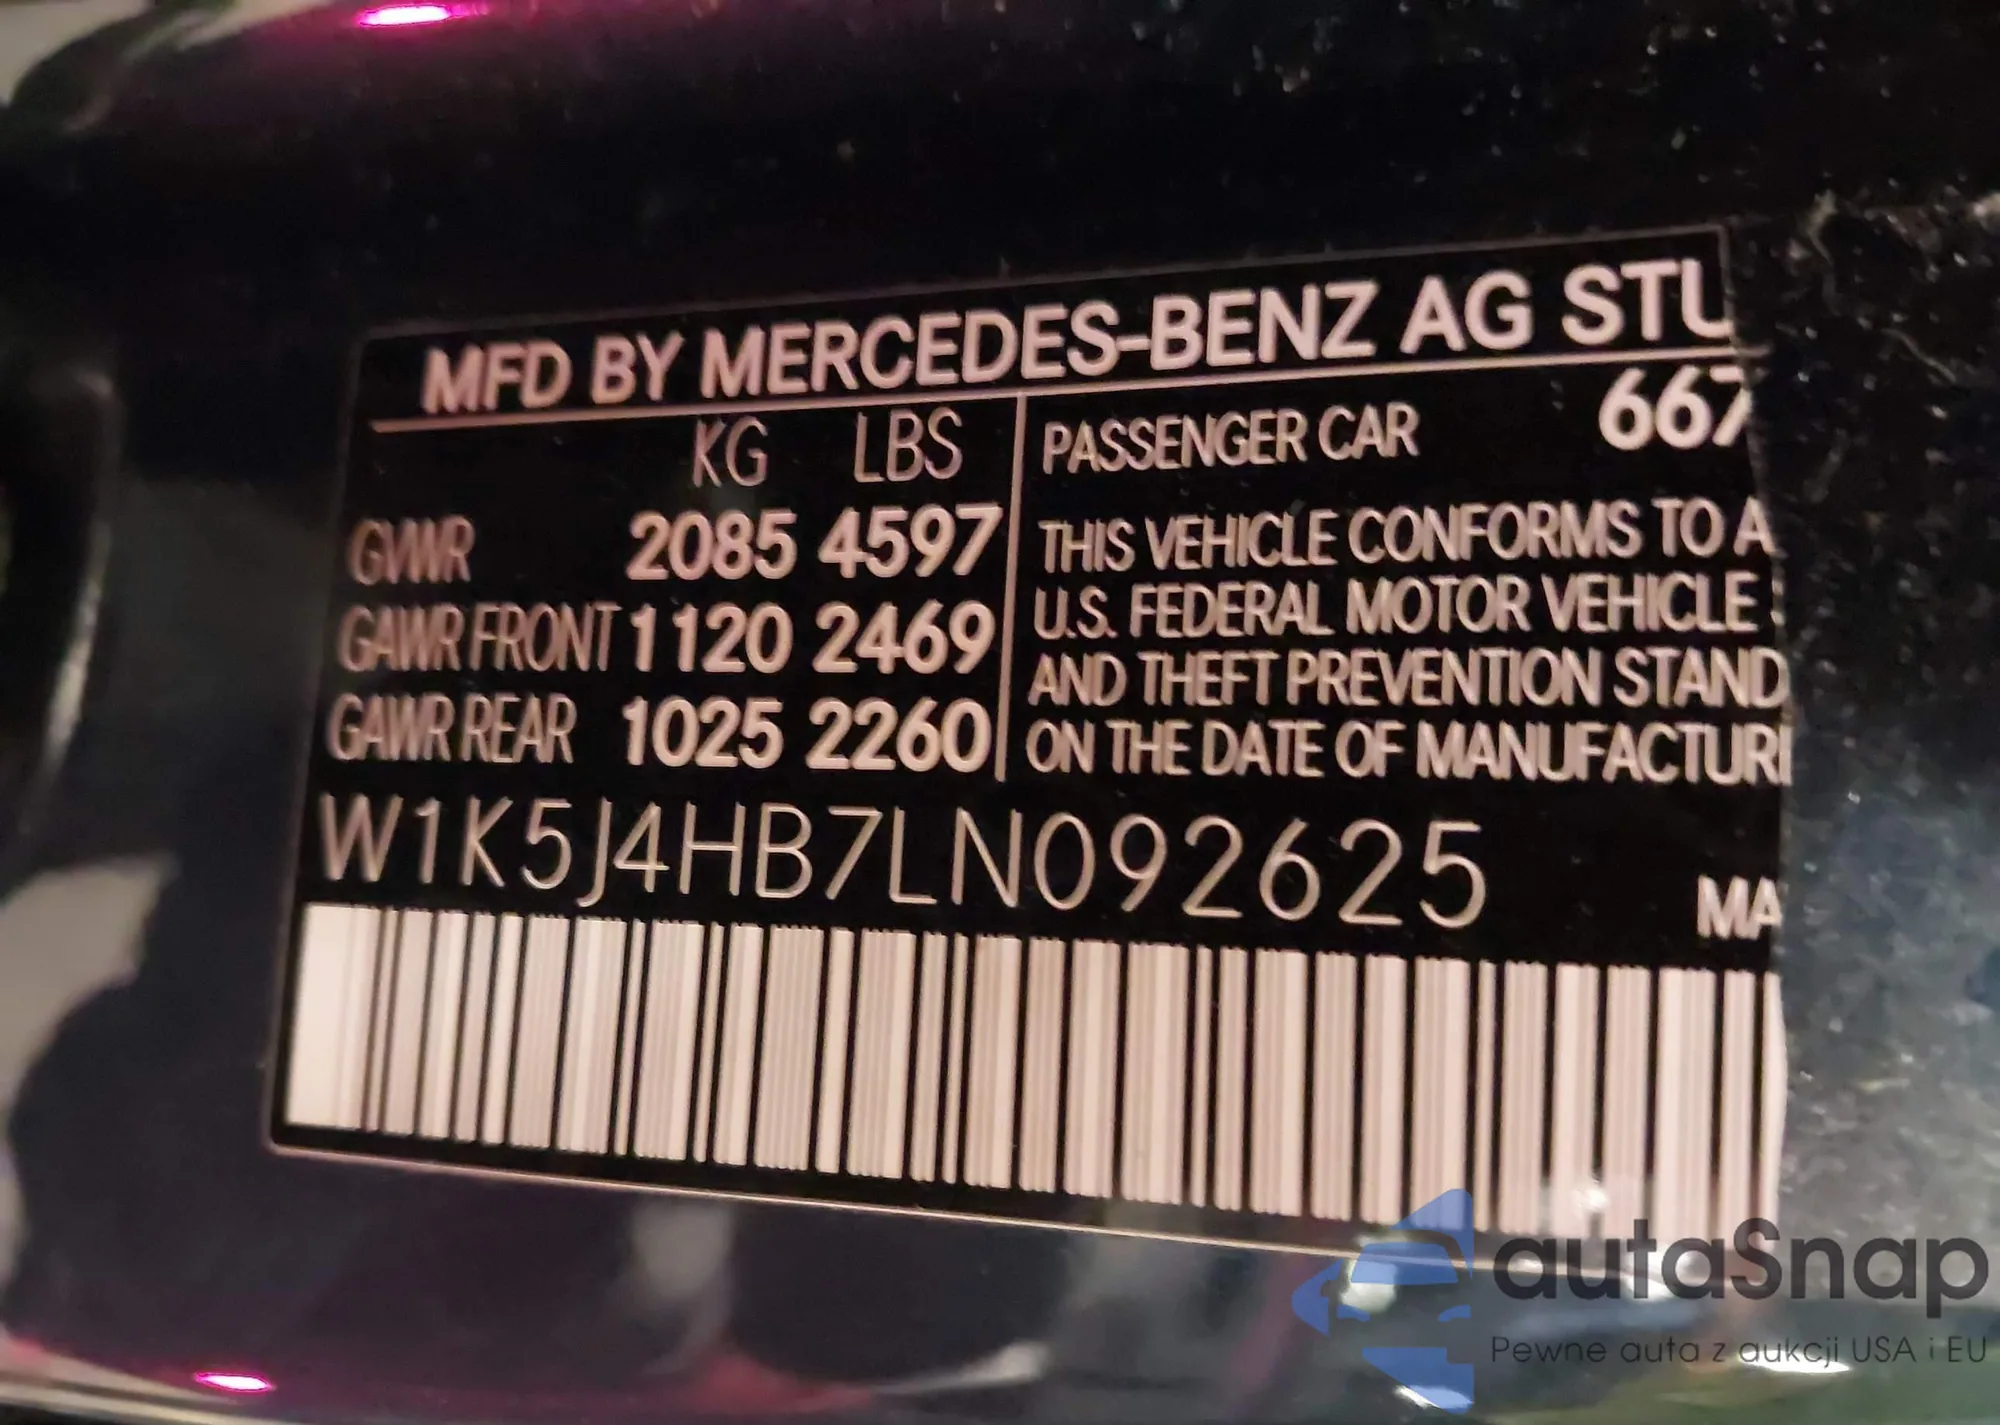 MFD BY MERCEDES-BENZ AG STU
KG LBS
GVWR 2085 4597
GAWR FRONT 1120 2469
GAWR REAR 1025 2260
PASSENGER CAR 667
THIS VEHICLE CONFORMS TO A
U.S. FEDERAL MOTOR VEHICLE
AND THEFT PREVENTION STAND
ON THE DATE OF MANUFACTUR
W1K5J4HB7LN092625
MA
autaSnap
Pewne auta z aukcji USA i EU